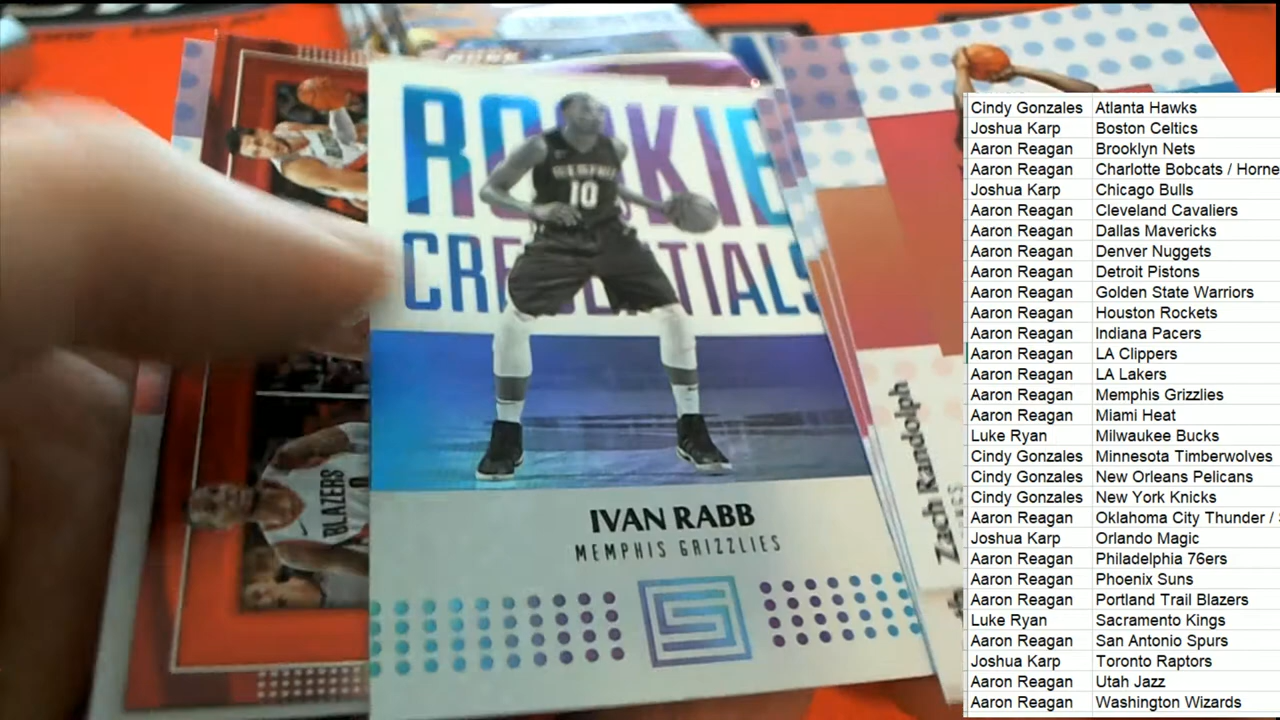 ROOKIE
CREDENTIALS
MEMPHIS
10
IVAN RABB
MEMPHIS GRIZZLIES
BLAZERS
0
Zach Randolph
Cindy Gonzales Atlanta Hawks
Joshua Karp Boston Celtics
Aaron Reagan Brooklyn Nets
Aaron Reagan Charlotte Bobcats / Horne
Joshua Karp Chicago Bulls
Aaron Reagan Cleveland Cavaliers
Aaron Reagan Dallas Mavericks
Aaron Reagan Denver Nuggets
Aaron Reagan Detroit Pistons
Aaron Reagan Golden State Warriors
Aaron Reagan Houston Rockets
Aaron Reagan Indiana Pacers
Aaron Reagan LA Clippers
Aaron Reagan LA Lakers
Aaron Reagan Memphis Grizzlies
Aaron Reagan Miami Heat
Luke Ryan Milwaukee Bucks
Cindy Gonzales Minnesota Timberwolves
Cindy Gonzales New Orleans Pelicans
Cindy Gonzales New York Knicks
Aaron Reagan Oklahoma City Thunder /
Joshua Karp Orlando Magic
Aaron Reagan Philadelphia 76ers
Aaron Reagan Phoenix Suns
Aaron Reagan Portland Trail Blazers
Luke Ryan Sacramento Kings
Aaron Reagan San Antonio Spurs
Joshua Karp Toronto Raptors
Aaron Reagan Utah Jazz
Aaron Reagan Washington Wizards